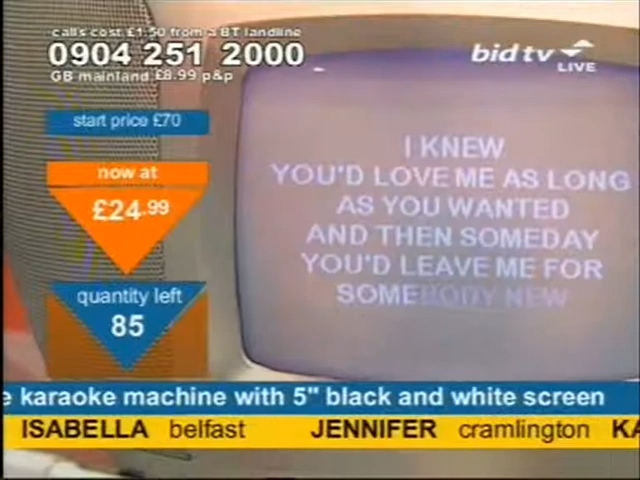 calls cost £1.50 from a BT landline
0904 251 2000
GB mainland £8.99 p&p
bid tv
LIVE
start price £70
now at
£24.99
quantity left
85
I KNEW
YOU'D LOVE ME AS LONG
AS YOU WANTED
AND THEN SOMEDAY
YOU'D LEAVE ME FOR
SOMEBODY NEW
e karaoke machine with 5" black and white screen
ISABELLA belfast JENNIFER cramlington KA